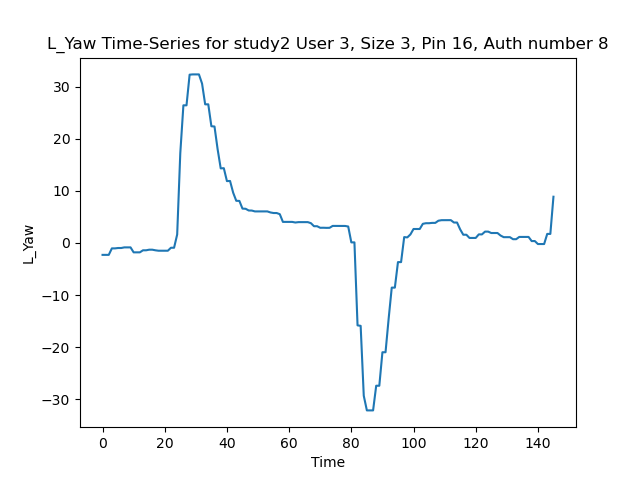 L_Yaw Time-Series for study2 User 3, Size 3, Pin 16, Auth number 8
L_Yaw
30
20
10
0
−10
−20
−30
0 20 40 60 80 100 120 140
Time